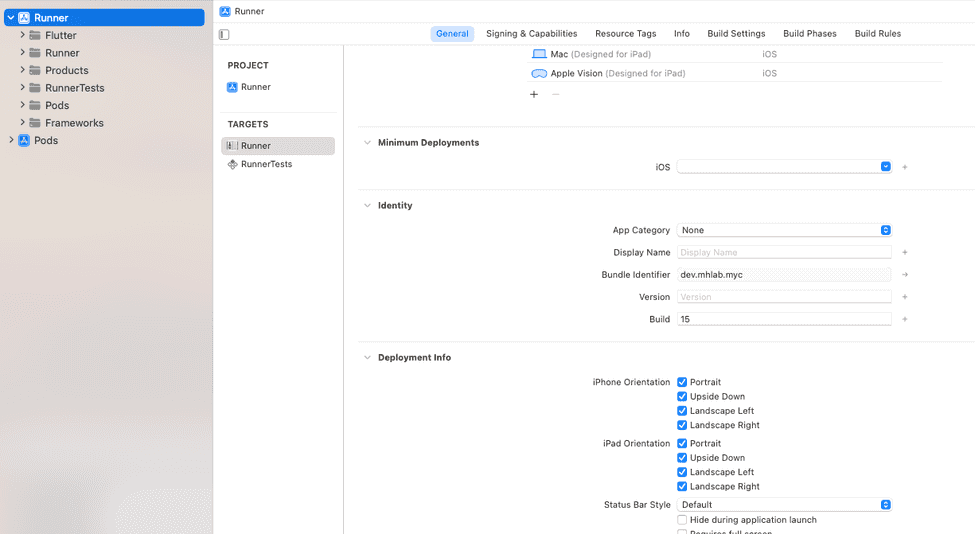 Runner
Flutter
Runner
Products
RunnerTests
Pods
Frameworks
Pods
Runner
General
Signing & Capabilities
Resource Tags
Info
Build Settings
Build Phases
Build Rules
PROJECT
Runner
TARGETS
Runner
RunnerTests
Mac (Designed for iPad) iOS
Apple Vision (Designed for iPad) iOS
Minimum Deployments
iOS
Identity
App Category None
Display Name Display Name
Bundle Identifier dev.mhlab.myc
Version Version
Build 15
Deployment Info
iPhone Orientation Portrait
Upside Down
Landscape Left
Landscape Right
iPad Orientation Portrait
Upside Down
Landscape Left
Landscape Right
Status Bar Style Default
Hide during application launch
Requires full screen